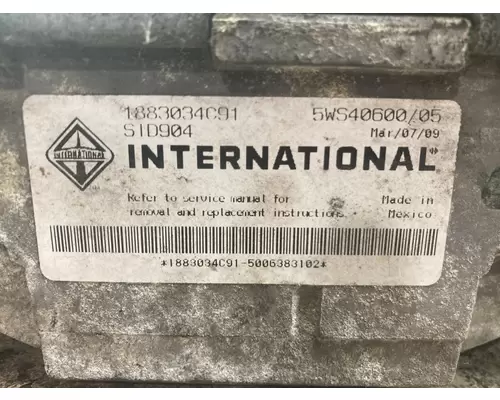 1883034C91 5WS40600/05
SID904 Mar/07/09
INTERNATIONAL
INTERNATIONAL®
Refer to service manual for Made in
removal and replacement instructions. Mexico
*1883034C91-5006383102*